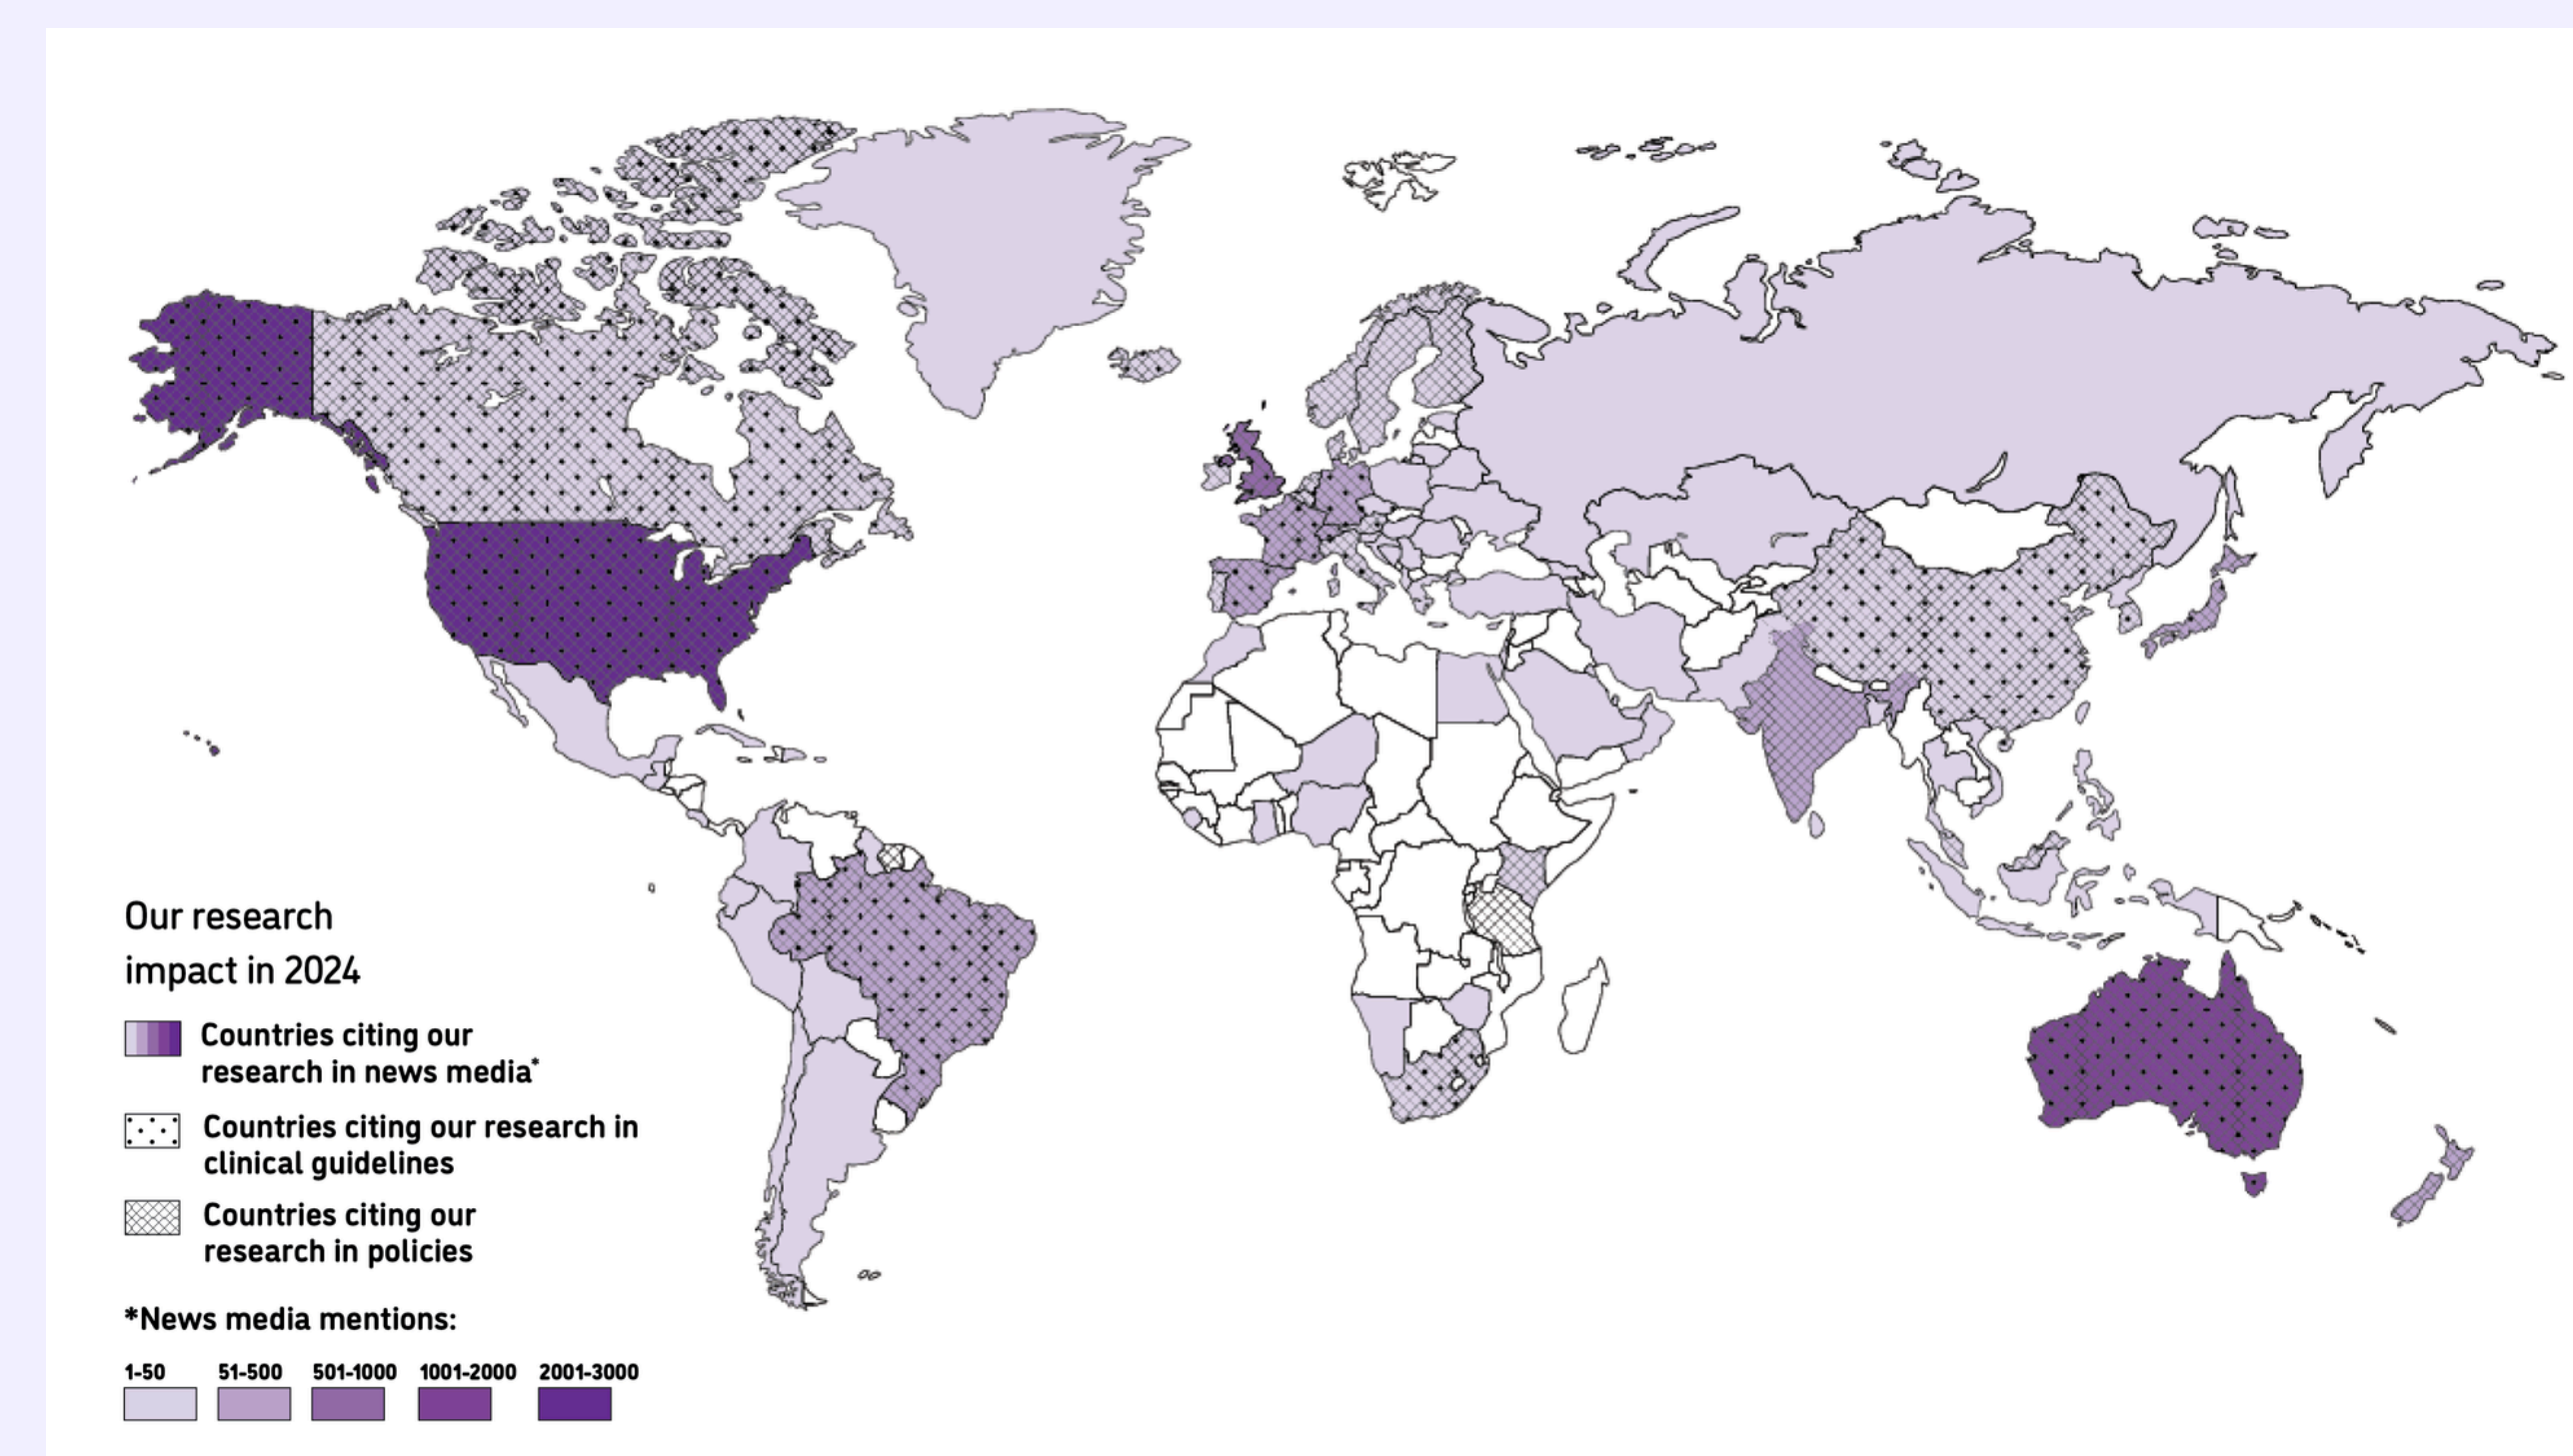 Our research
impact in 2024
Countries citing our
research in news media*
Countries citing our research in
clinical guidelines
Countries citing our
research in policies
*News media mentions:
1-50 51-500 501-1000 1001-2000 2001-3000